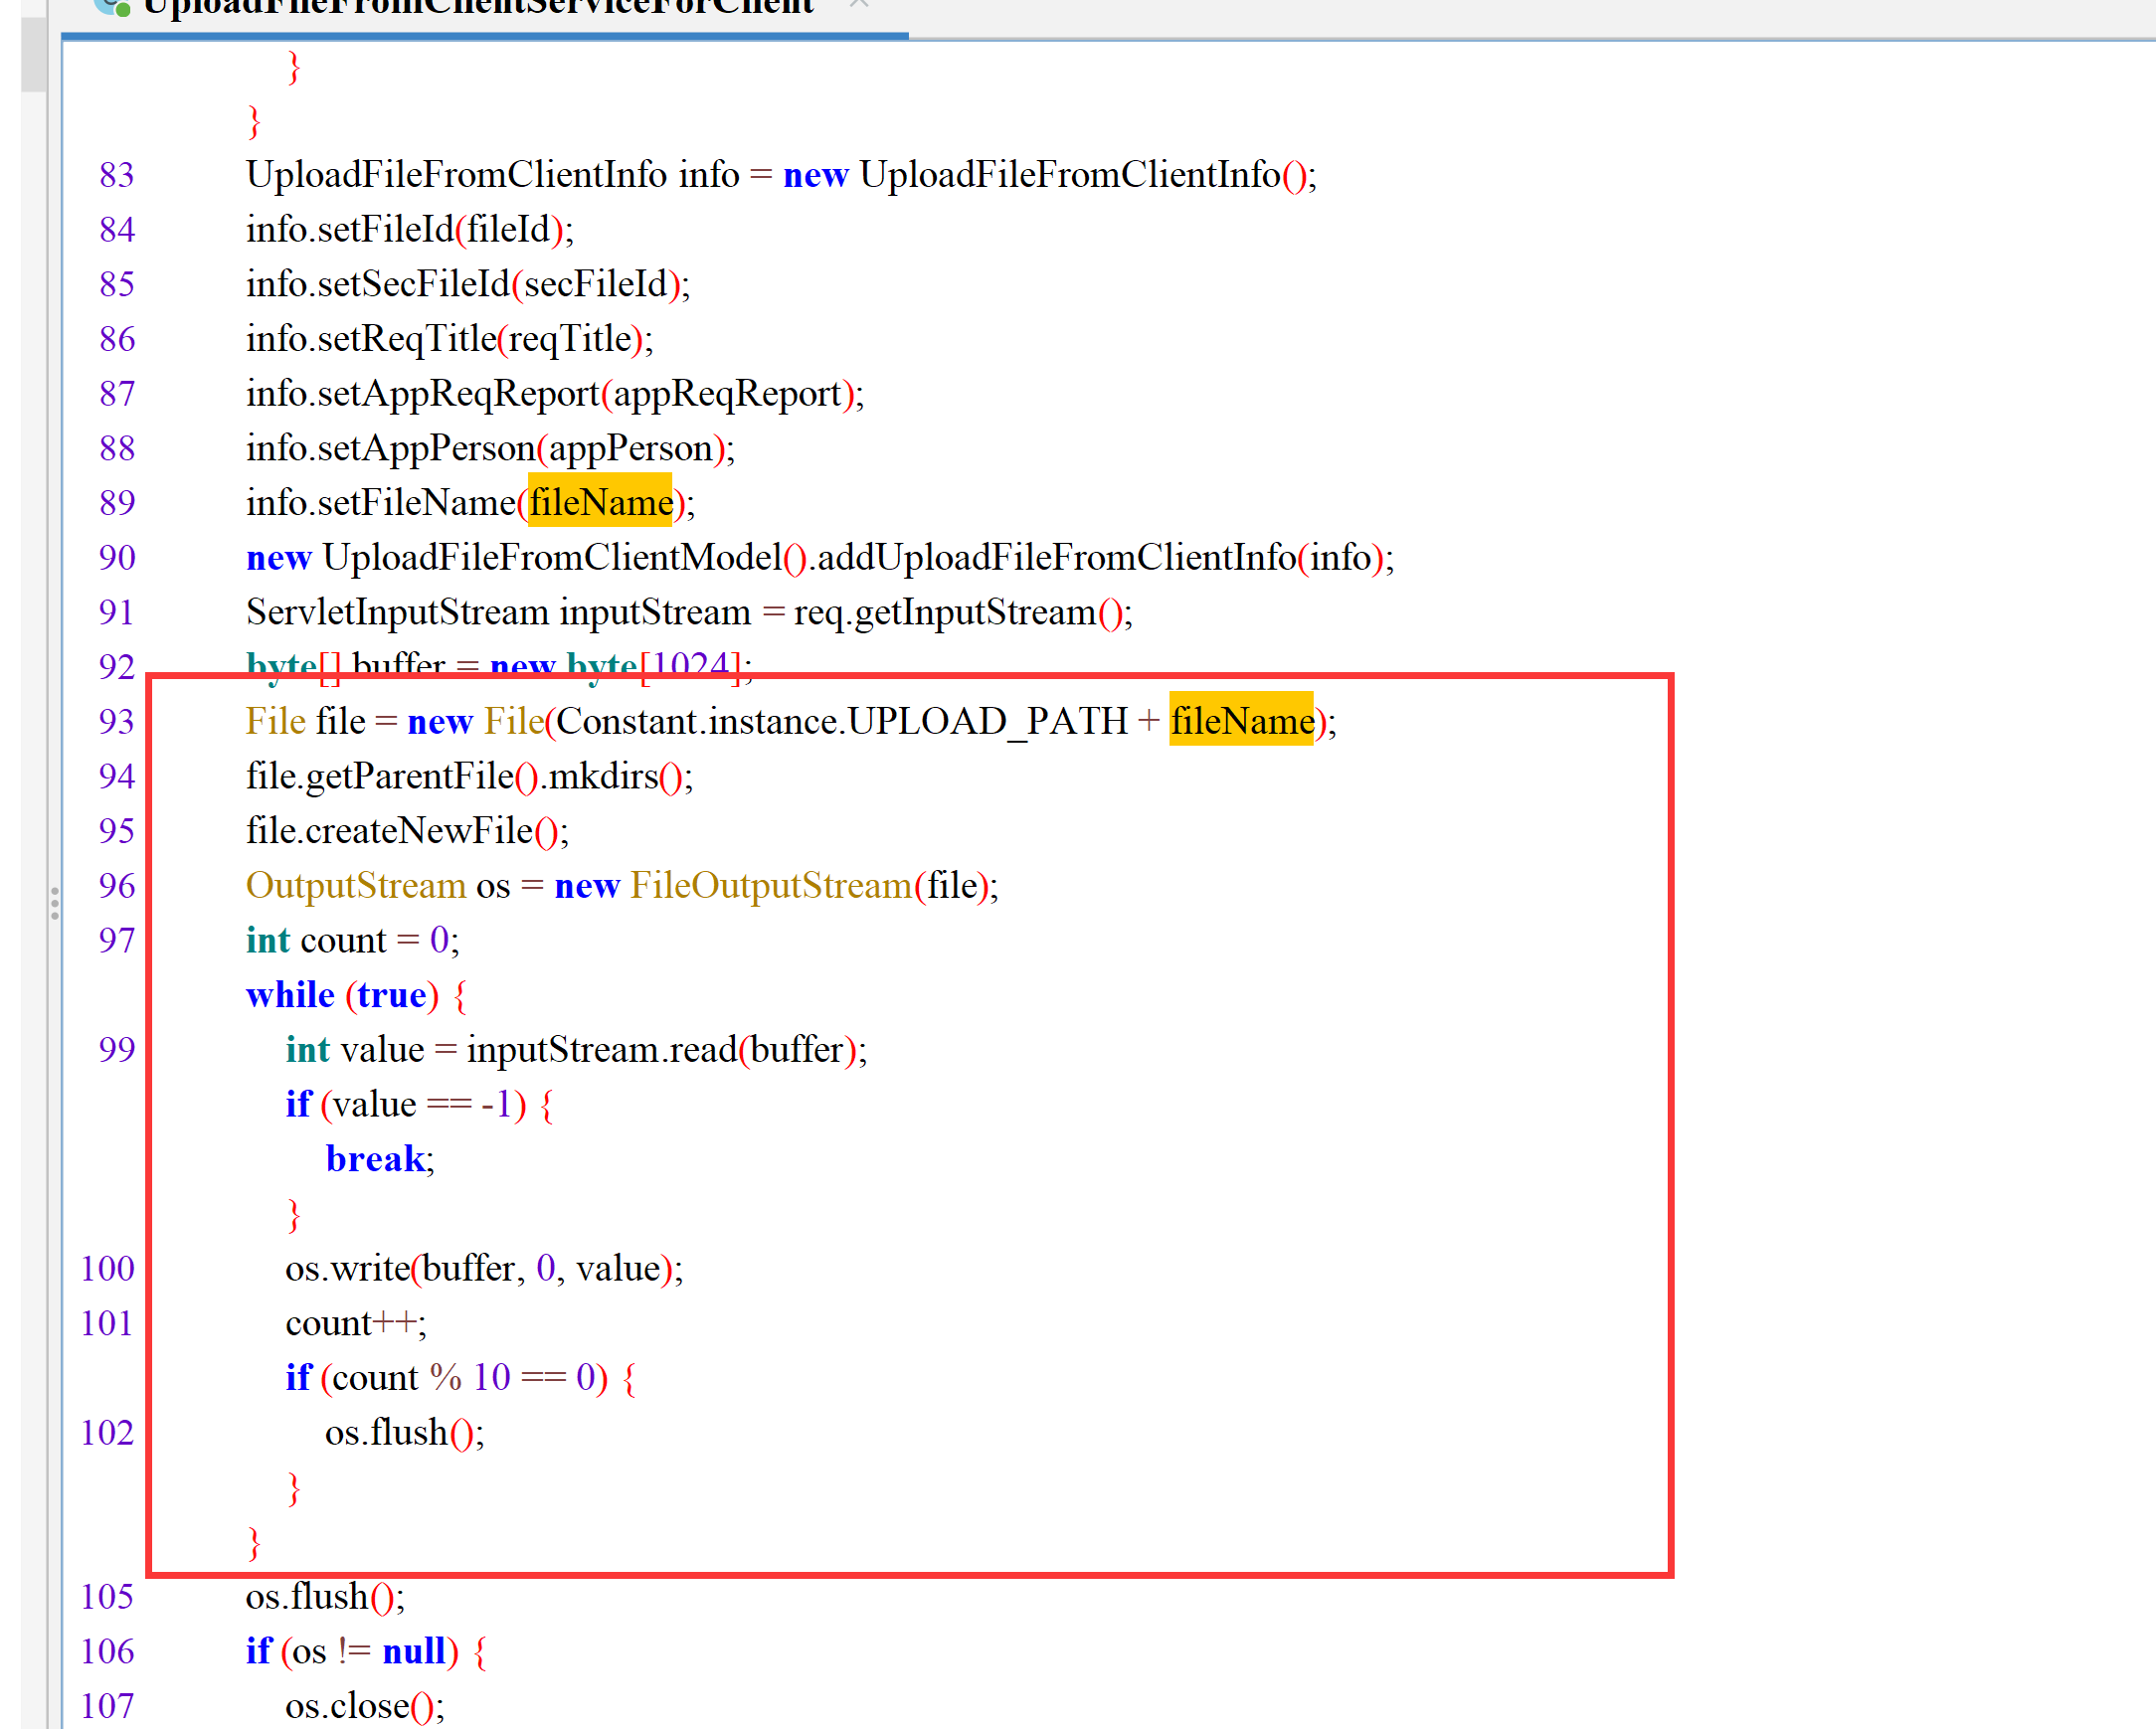 UploadFileFromClientServiceForClient ×
}
}
83 UploadFileFromClientInfo info = new UploadFileFromClientInfo();
84 info.setFileId(fileId);
85 info.setSecFileId(secFileId);
86 info.setReqTitle(reqTitle);
87 info.setAppReqReport(appReqReport);
88 info.setAppPerson(appPerson);
89 info.setFileName(fileName);
90 new UploadFileFromClientModel().addUploadFileFromClientInfo(info);
91 ServletInputStream inputStream = req.getInputStream();
92 byte[] buffer = new byte[1024];
93 File file = new File(Constant.instance.UPLOAD_PATH + fileName);
94 file.getParentFile().mkdirs();
95 file.createNewFile();
96 OutputStream os = new FileOutputStream(file);
97 int count = 0;
while (true) {
99 int value = inputStream.read(buffer);
if (value == -1) {
break;
}
100 os.write(buffer, 0, value);
101 count++;
if (count % 10 == 0) {
102 os.flush();
}
}
105 os.flush();
106 if (os != null) {
107 os.close();